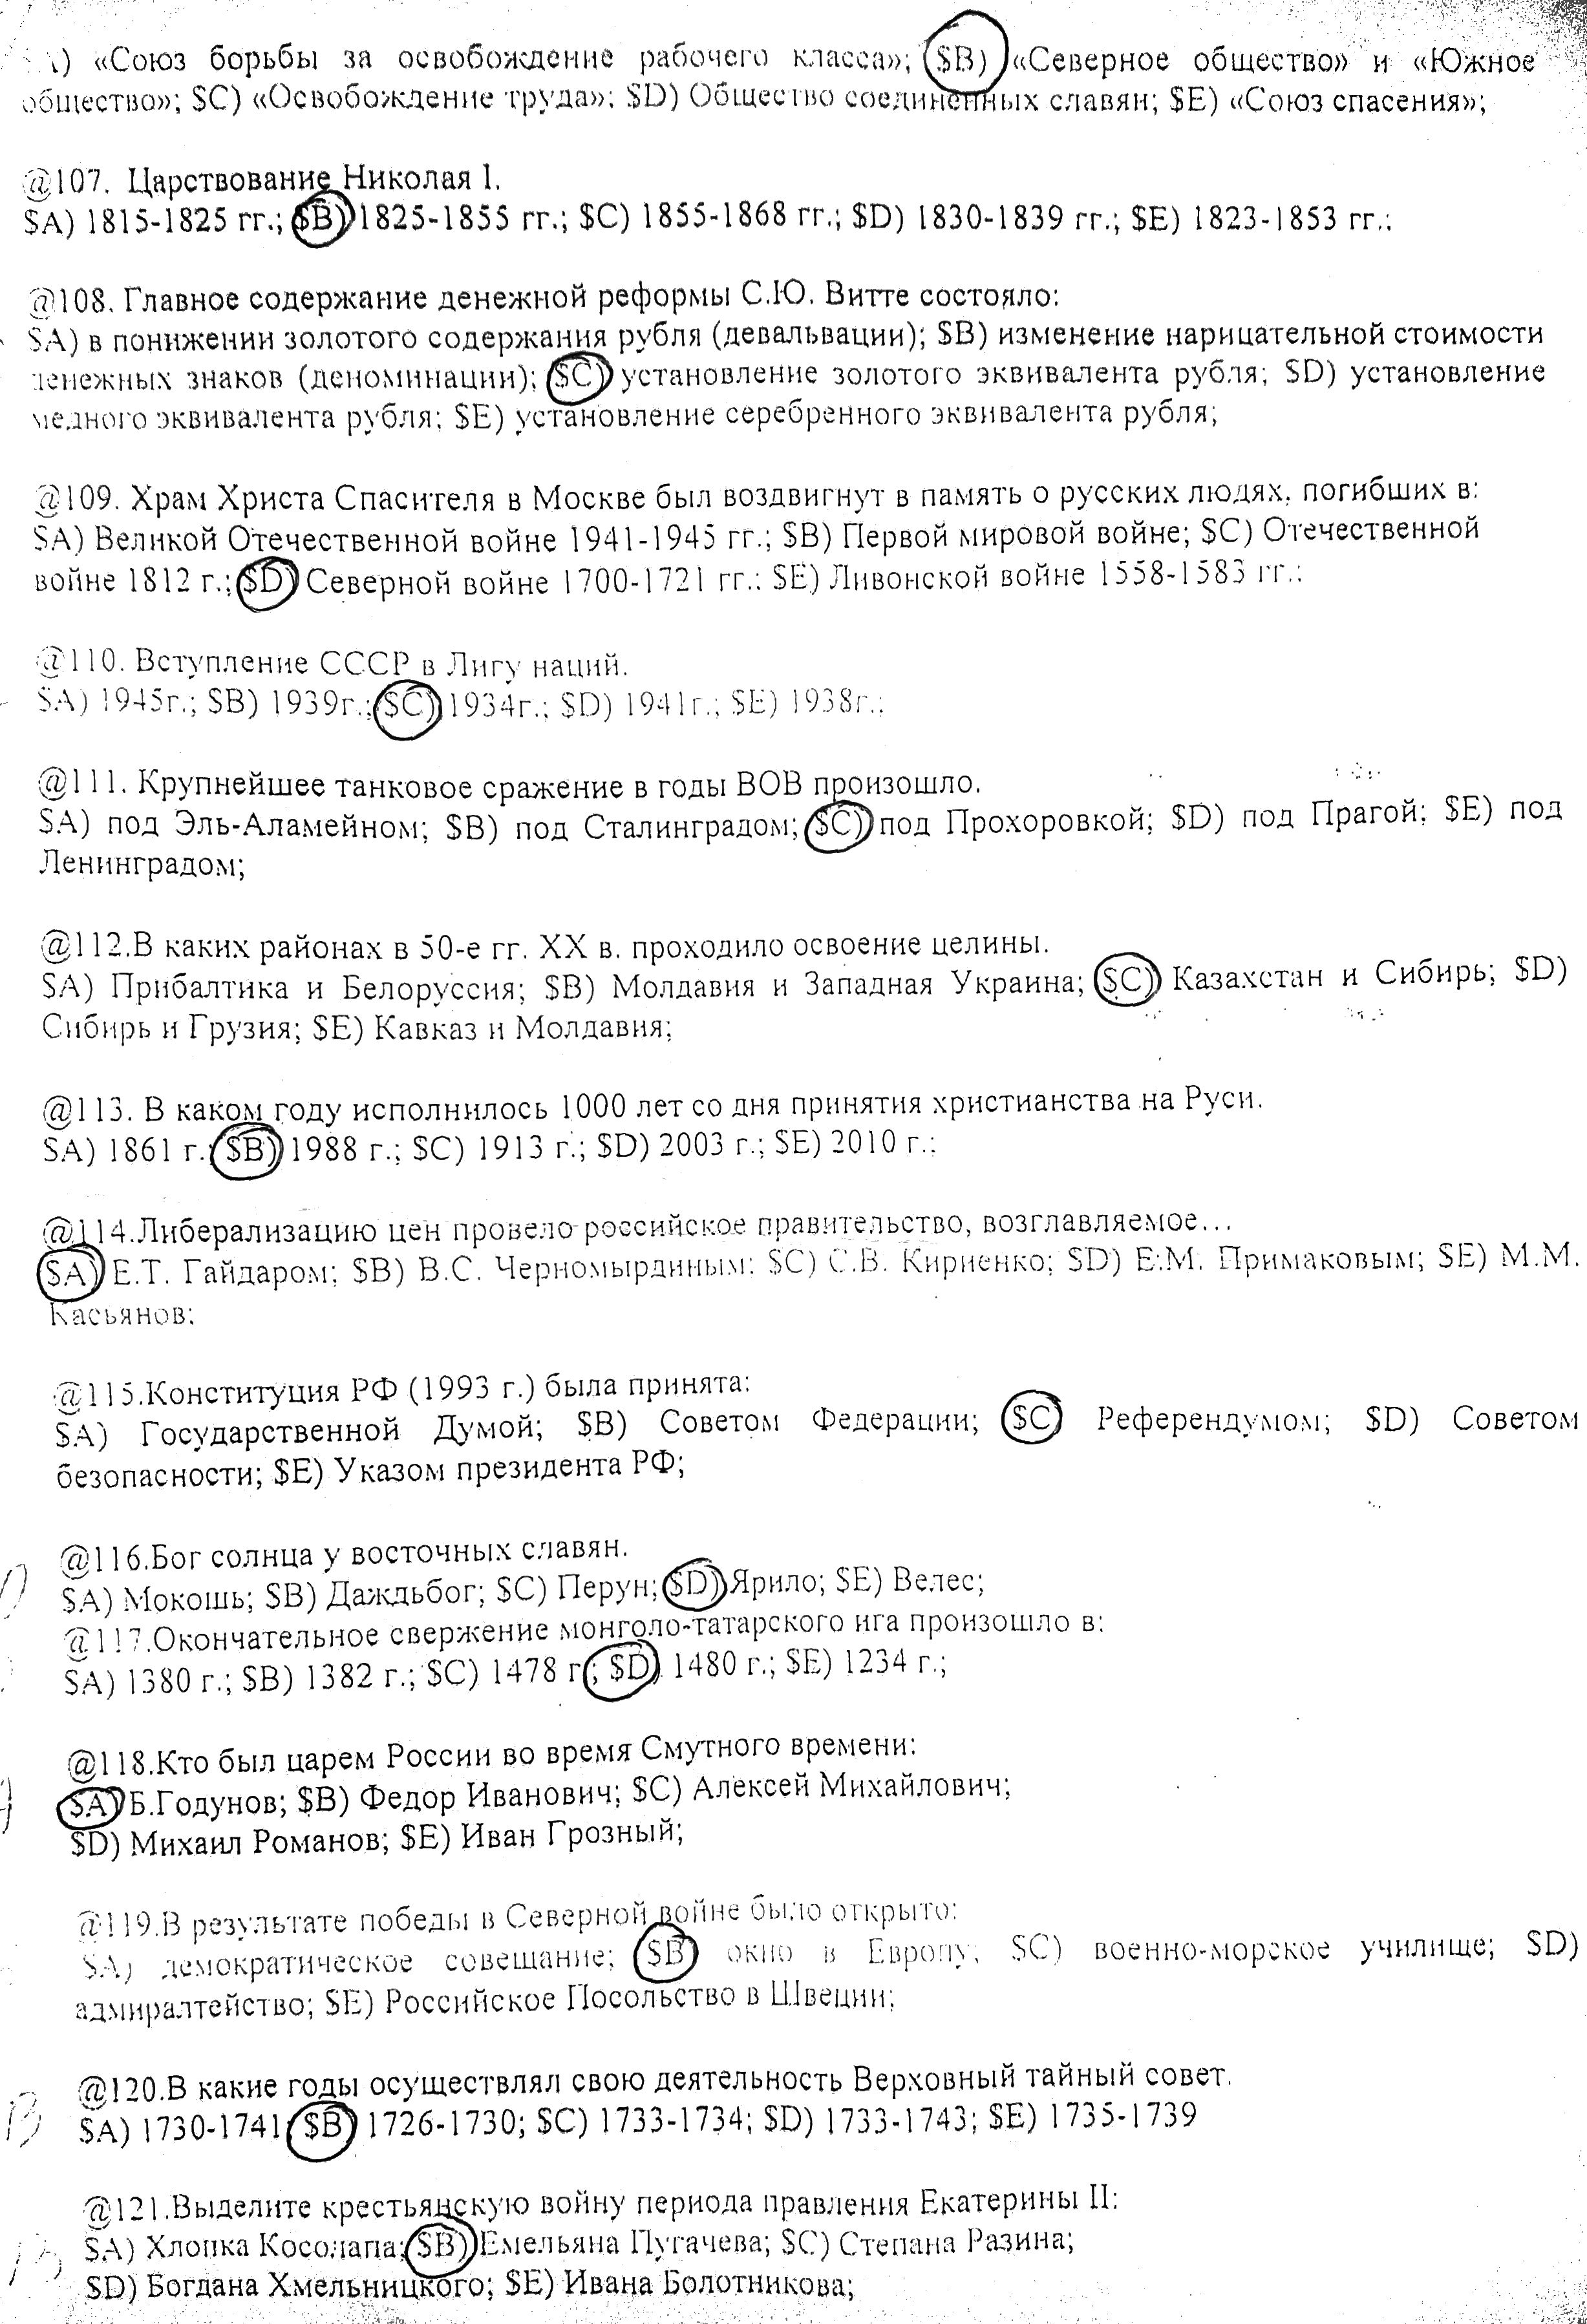 ) «Союз борьбы за освобождение рабочего класса»; $B) «Северное общество» и «Южное
общество»; $C) «Освобождение труда»; $D) Общество соединенных славян; $E) «Союз спасения»;
@107. Царствование Николая I.
$A) 1815-1825 гг.; $B) 1825-1855 гг.; $C) 1855-1868 гг.; $D) 1830-1839 гг.; $E) 1823-1853 гг.:
@108. Главное содержание денежной реформы С.Ю. Витте состояло:
$A) в понижении золотого содержания рубля (девальвации); $B) изменение нарицательной стоимости
денежных знаков (деноминации); $C) установление золотого эквивалента рубля; $D) установление
медного эквивалента рубля; $E) установление серебренного эквивалента рубля;
@109. Храм Христа Спасителя в Москве был воздвигнут в память о русских людях, погибших в:
$A) Великой Отечественной войне 1941-1945 гг.; $B) Первой мировой войне; $C) Отечественной
войне 1812 г.; $D) Северной войне 1700-1721 гг.; $E) Ливонской войне 1558-1583 гг.:
@110. Вступление СССР в Лигу наций.
$A) 1945г.; $B) 1939г.; $C) 1934г.; $D) 1941г.; $E) 1938г.;
@111. Крупнейшее танковое сражение в годы ВОВ произошло.
$A) под Эль-Аламейном; $B) под Сталинградом; $C) под Прохоровкой; $D) под Прагой; $E) под
Ленинградом;
@112.В каких районах в 50-е гг. XX в. проходило освоение целины.
$A) Прибалтика и Белоруссия; $B) Молдавия и Западная Украина; $C) Казахстан и Сибирь; $D)
Сибирь и Грузия; $E) Кавказ и Молдавия;
@113. В каком году исполнилось 1000 лет со дня принятия христианства на Руси.
$A) 1861 г.; $B) 1988 г.; $C) 1913 г.; $D) 2003 г.; $E) 2010 г.;
@114.Либерализацию цен провело российское правительство, возглавляемое...
$A) Е.Т. Гайдаром; $B) В.С. Черномырдиным: $C) С.В. Кириенко; $D) Е.М. Примаковым; $E) М.М.
Касьянов;
@115.Конституция РФ (1993 г.) была принята:
$A) Государственной Думой; $B) Советом Федерации; $C) Референдумом; $D) Советом
безопасности; $E) Указом президента РФ;
@116.Бог солнца у восточных славян.
$A) Мокошь; $B) Даждьбог; $C) Перун; $D) Ярило; $E) Велес;
@117.Окончательное свержение монголо-татарского ига произошло в:
$A) 1380 г.; $B) 1382 г.; $C) 1478 г; $D) 1480 г.; $E) 1234 г.;
@118.Кто был царем России во время Смутного времени:
$A) Б.Годунов; $B) Федор Иванович; $C) Алексей Михайлович;
$D) Михаил Романов; $E) Иван Грозный;
@119.В результате победы в Северной войне было открыто:
$A) демократическое совещание; $B) окно в Европу; $C) военно-морское училище; $D)
адмиралтейство; $E) Российское Посольство в Швеции;
@120.В какие годы осуществлял свою деятельность Верховный тайный совет.
$A) 1730-1741 $B) 1726-1730; $C) 1733-1734; $D) 1733-1743; $E) 1735-1739
@121.Выделите крестьянскую войну периода правления Екатерины II:
$A) Хлопка Косолапа; $B) Емельяна Пугачева; $C) Степана Разина;
$D) Богдана Хмельницкого; $E) Ивана Болотникова;